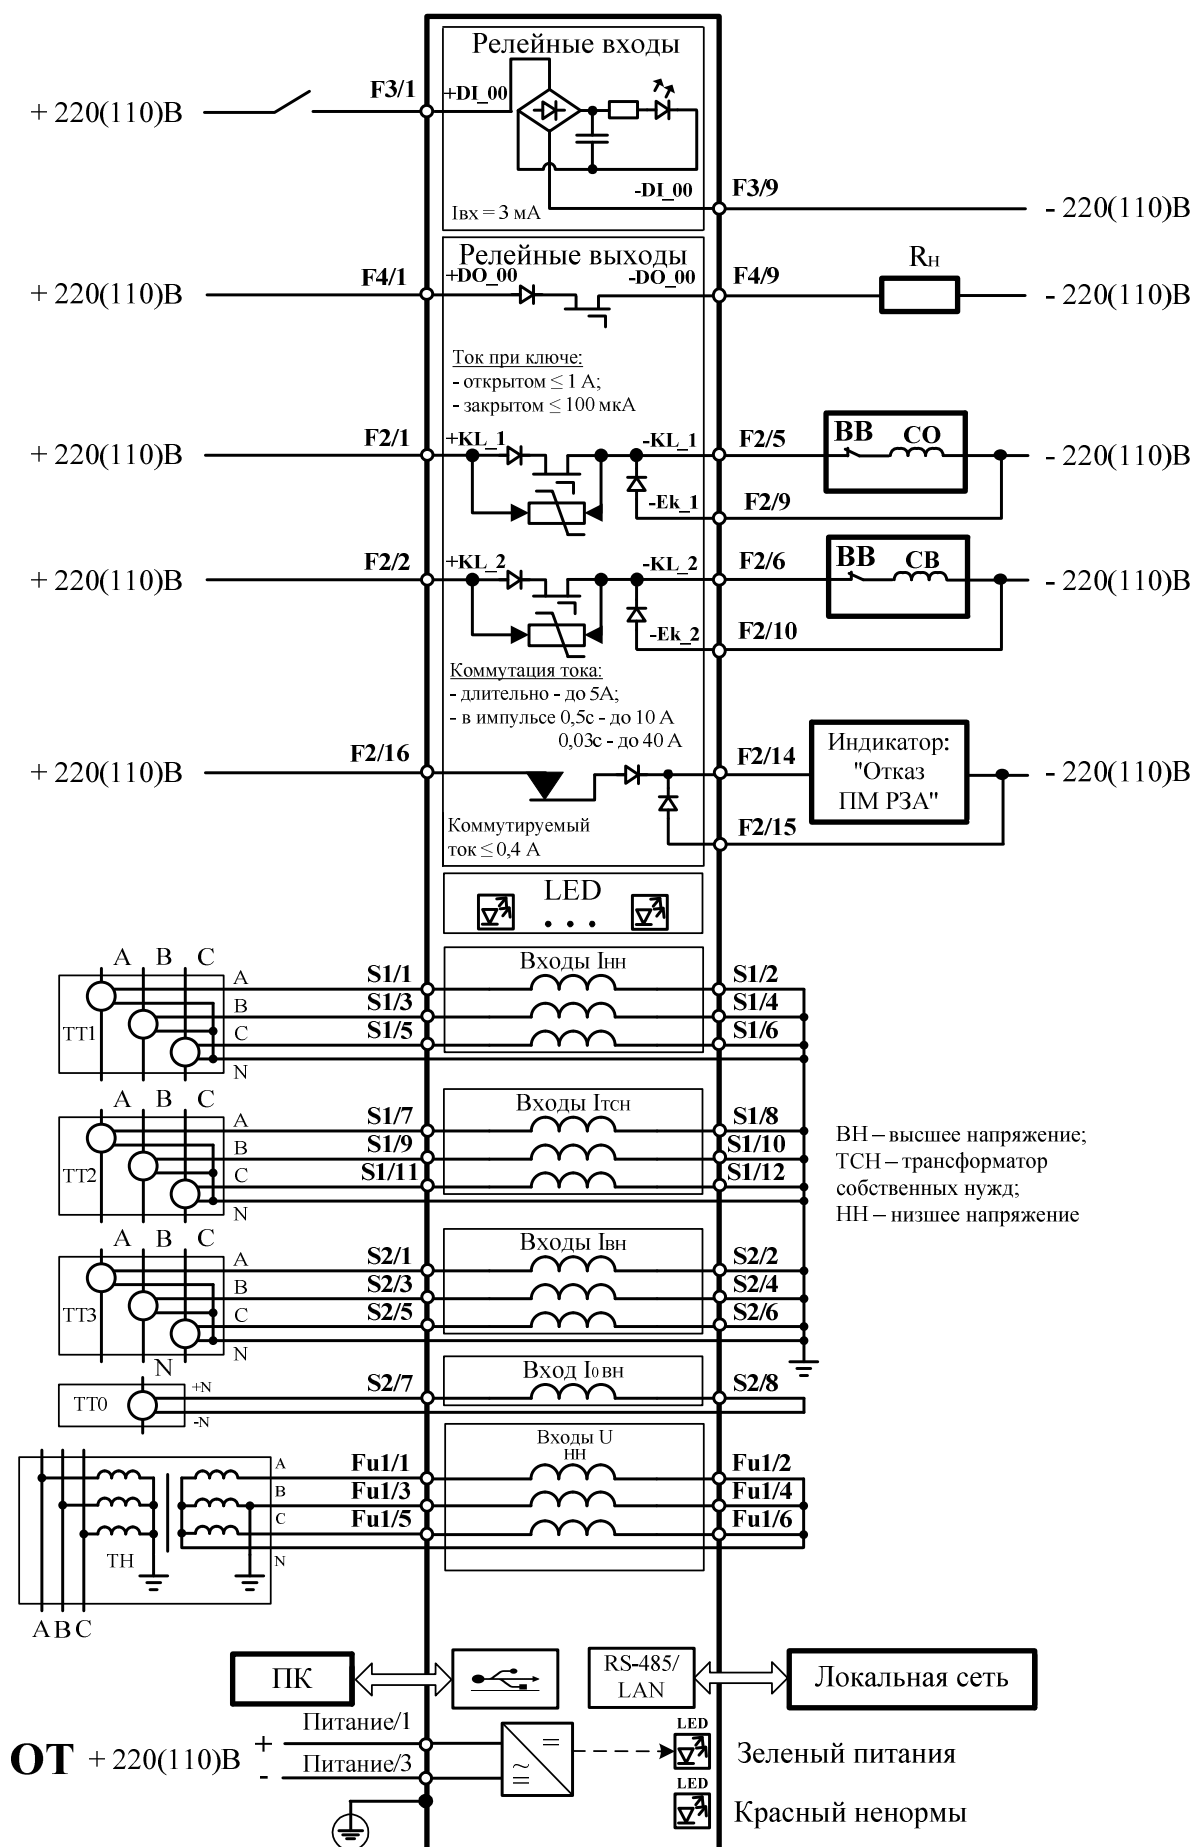 Релейные входы
+ 220(110)В
F3/1
+DI_00
-DI_00
F3/9
- 220(110)В
Iвх = 3 мА
Релейные выходы
+ 220(110)В
F4/1
+DO_00
-DO_00
F4/9
Rн
- 220(110)В
Ток при ключе:
- открытом ≤ 1 А;
- закрытом ≤ 100 мкА
+ 220(110)В
F2/1
+KL_1
-KL_1
F2/5
ВВ
СО
- 220(110)В
-Ek_1
F2/9
+ 220(110)В
F2/2
+KL_2
-KL_2
F2/6
ВВ
СВ
- 220(110)В
-Ek_2
F2/10
Коммутация тока:
- длительно - до 5А;
- в импульсе 0,5с - до 10 А
0,03с - до 40 А
+ 220(110)В
F2/16
F2/14
Индикатор:
"Отказ
ПМ РЗА"
- 220(110)В
F2/15
Коммутируемый
ток ≤ 0,4 А
LED
. . .
A B C
Входы Iнн
ТТ1
A
S1/1
S1/2
B
S1/3
S1/4
C
S1/5
S1/6
N
A B C
Входы Iтсн
ТТ2
A
S1/7
S1/8
B
S1/9
S1/10
C
S1/11
S1/12
N
ВН – высшее напряжение;
ТСН – трансформатор
собственных нужд;
НН – низшее напряжение
A B C
Входы Iвн
ТТ3
A
S2/1
S2/2
B
S2/3
S2/4
C
S2/5
S2/6
N
N
Вход I0 вн
ТТ0
+N
S2/7
S2/8
-N
Входы U
НН
A
Fu1/1
Fu1/2
B
Fu1/3
Fu1/4
C
Fu1/5
Fu1/6
N
ТН
A B C
ПК
RS-485/
LAN
Локальная сеть
ОТ + 220(110)В
+
Питание/1
-
Питание/3
=
~
=
LED
Зеленый питания
LED
Красный ненормы